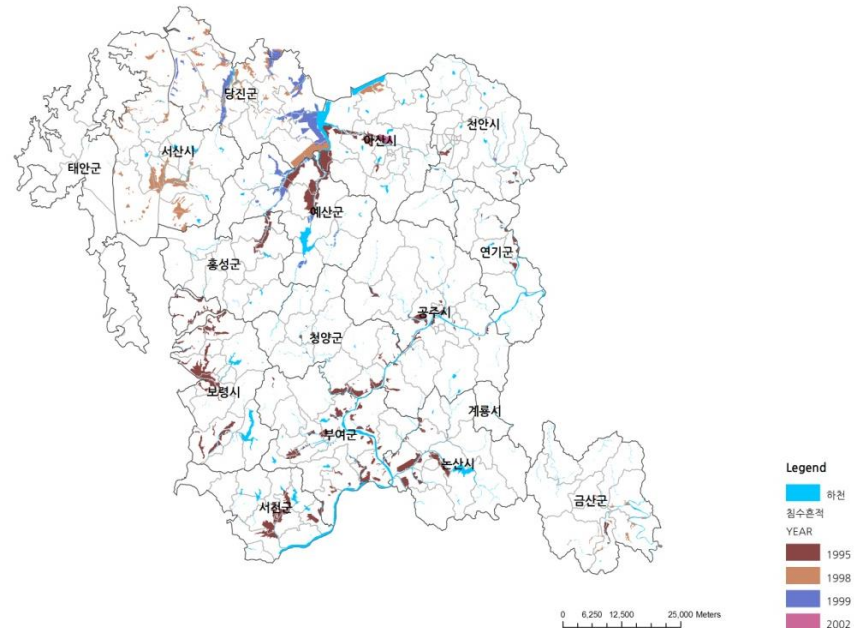 당진군
천안시
아산시
서산시
태안군
예산군
연기군
홍성군
공주시
청양군
보령시
계룡시
부여군
논산시
서천군
금산군
Legend
하천
침수흔적
YEAR
1995
1998
1999
2002
0 6,250 12,500 25,000 Meters